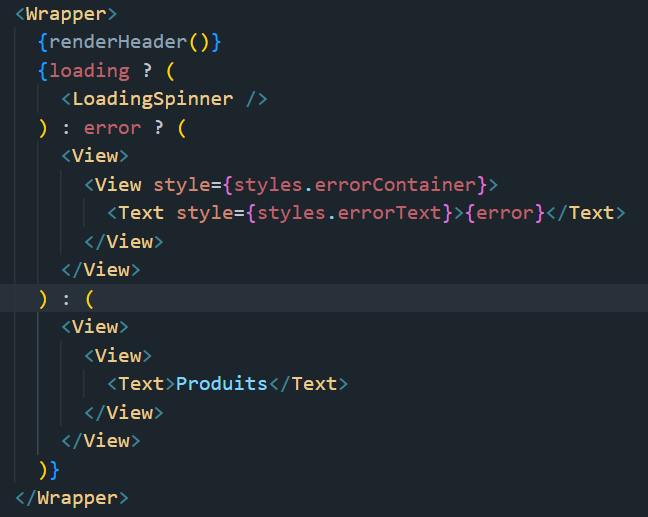 <Wrapper>
  {renderHeader()}
  {loading ? (
    <LoadingSpinner />
  ) : error ? (
    <View>
      <View style={styles.errorContainer}>
        <Text style={styles.errorText}>{error}</Text>
      </View>
    </View>
  ) : (
    <View>
      <View>
        <Text>Produits</Text>
      </View>
    </View>
  )}
</Wrapper>